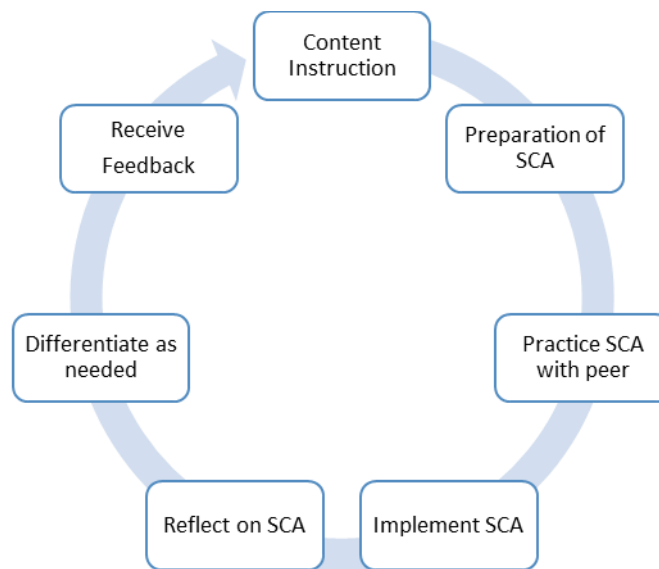 Content
Instruction
Preparation of
SCA
Practice SCA
with peer
Implement SCA
Reflect on SCA
Differentiate as
needed
Receive
Feedback